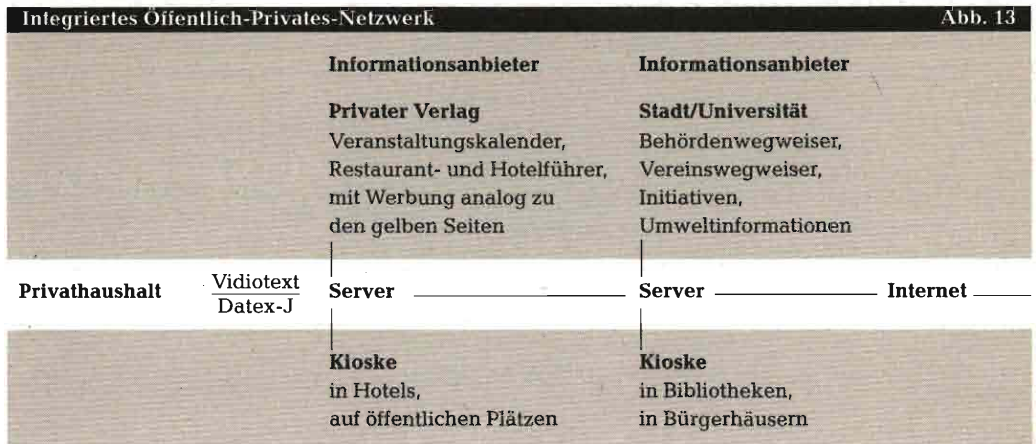 Integriertes Öffentlich-Privates-Netzwerk Abb. 13
Informationsanbieter Informationsanbieter
Privater Verlag Stadt/Universität
Veranstaltungskalender, Behördenwegweiser,
Restaurant- und Hotelführer, Vereinswegweiser,
mit Werbung analog zu Initiativen,
den gelben Seiten Umweltinformationen
Privathaushalt Vidiotext Server Server Internet
Datex-J
Kioske Kioske
in Hotels, in Bibliotheken,
auf öffentlichen Plätzen in Bürgerhäusern